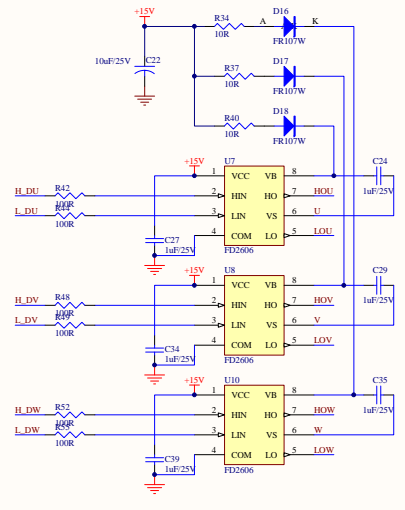 +15V
R34
10R
A
D16
K
FR107W
10uF/25V
C22
R37
10R
D17
FR107W
R40
10R
D18
FR107W
+15V
U7
C24
1uF/25V
1 VCC VB 8
H_DU R42 100R 2 HIN HO 7 HOU
L_DU R44 100R 3 LIN VS 6 U
4 COM LO 5 LOU
C27
1uF/25V
FD2606
+15V
U8
C29
1uF/25V
1 VCC VB 8
H_DV R48 100R 2 HIN HO 7 HOV
L_DV R49 100R 3 LIN VS 6 V
4 COM LO 5 LOV
C34
1uF/25V
FD2606
+15V
U10
C35
1uF/25V
1 VCC VB 8
H_DW R52 100R 2 HIN HO 7 HOW
L_DW R55 100R 3 LIN VS 6 W
4 COM LO 5 LOW
C39
1uF/25V
FD2606